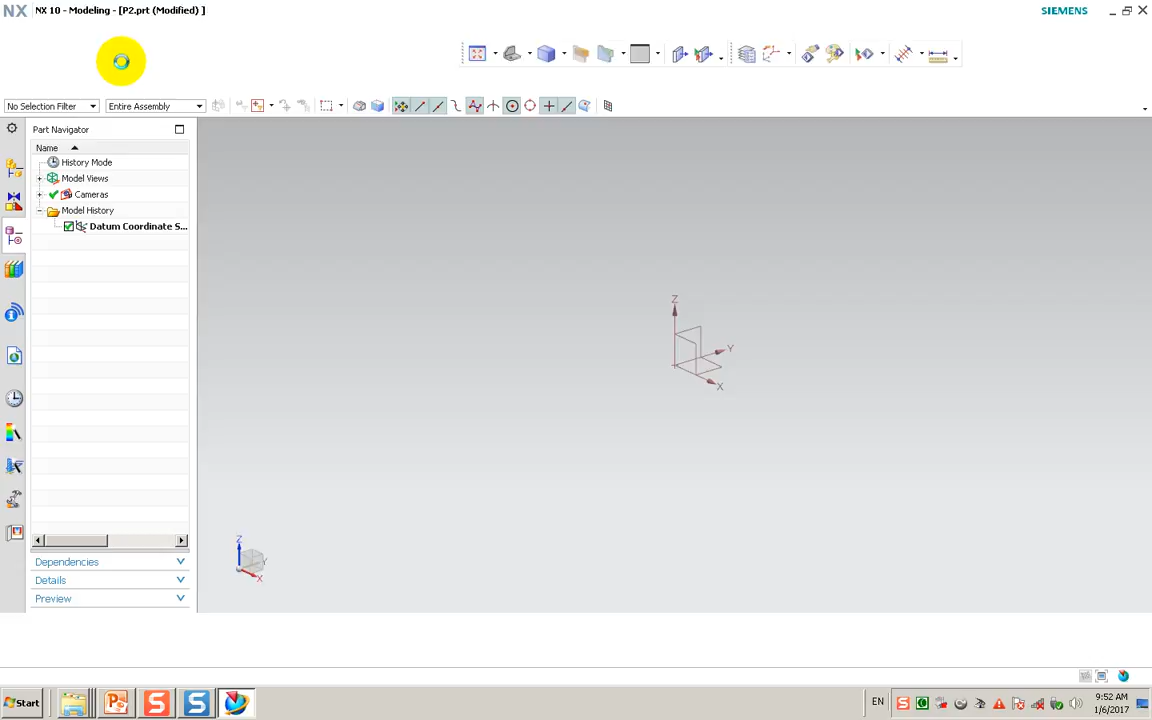 NX NX 10 - Modeling - [P2.prt (Modified) ] SIEMENS
No Selection Filter Entire Assembly
Part Navigator
Name
History Mode
Model Views
Cameras
Model History
Datum Coordinate S...
Z
Y
X
Z
Y
X
Dependencies
Details
Preview
Start EN 9:52 AM
1/6/2017